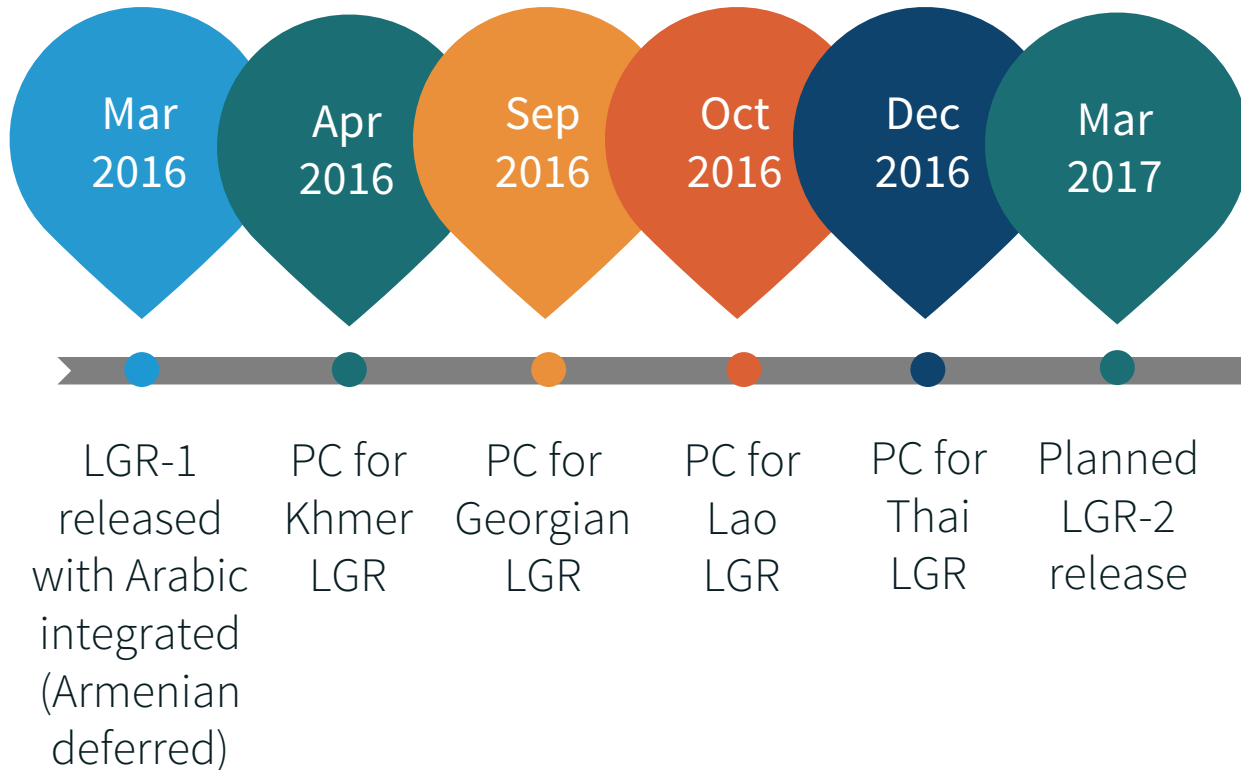 Mar
2016
Apr
2016
Sep
2016
Oct
2016
Dec
2016
Mar
2017
LGR-1
released
with Arabic
integrated
(Armenian
deferred)
PC for
Khmer
LGR
PC for
Georgian
LGR
PC for
Lao
LGR
PC for
Thai
LGR
Planned
LGR-2
release